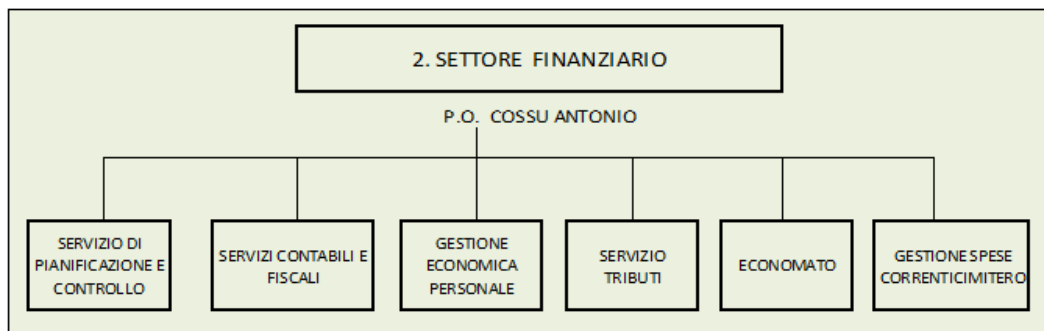 2. SETTORE FINANZIARIO
P.O. COSSU ANTONIO
SERVIZIO DI
PIANIFICAZIONE E
CONTROLLO
SERVIZI CONTABILI E
FISCALI
GESTIONE
ECONOMICA
PERSONALE
SERVIZIO
TRIBUTI
ECONOMATO
GESTIONE SPESE
CORRENTICIMITERO